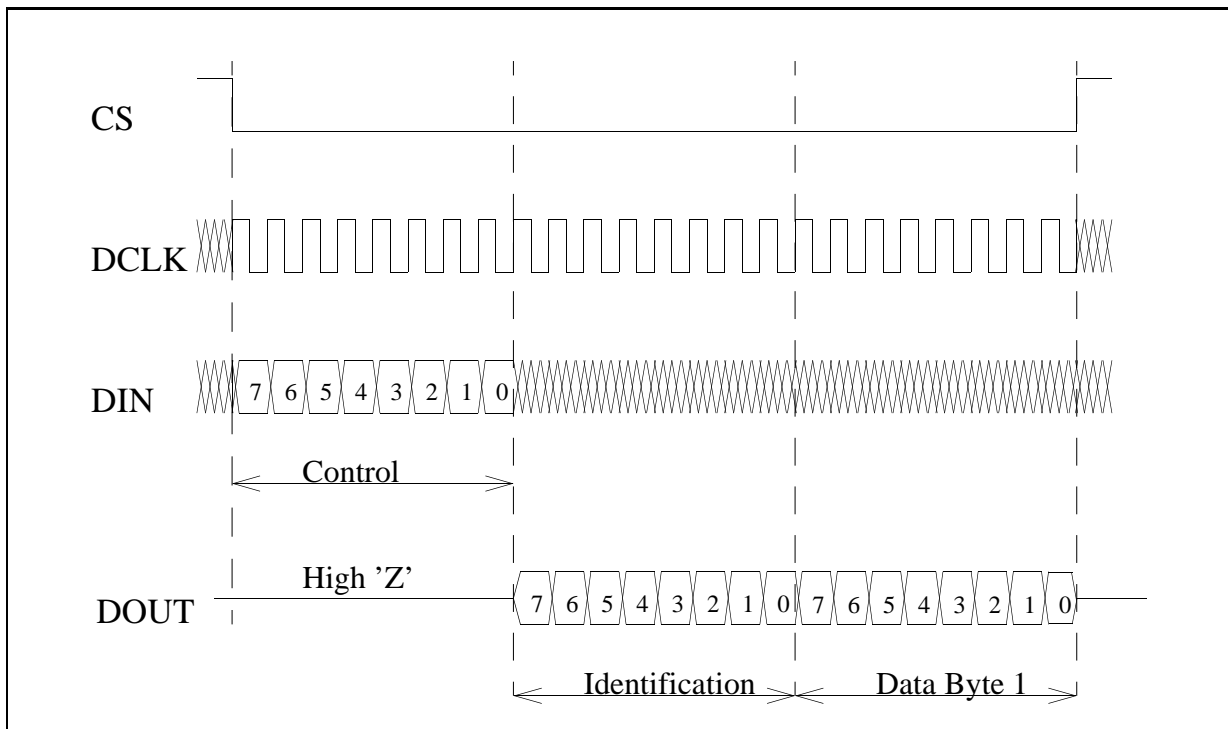 CS
DCLK
DIN
7 6 5 4 3 2 1 0
Control
High 'Z'
DOUT
7 6 5 4 3 2 1 0 7 6 5 4 3 2 1 0
Identification
Data Byte 1